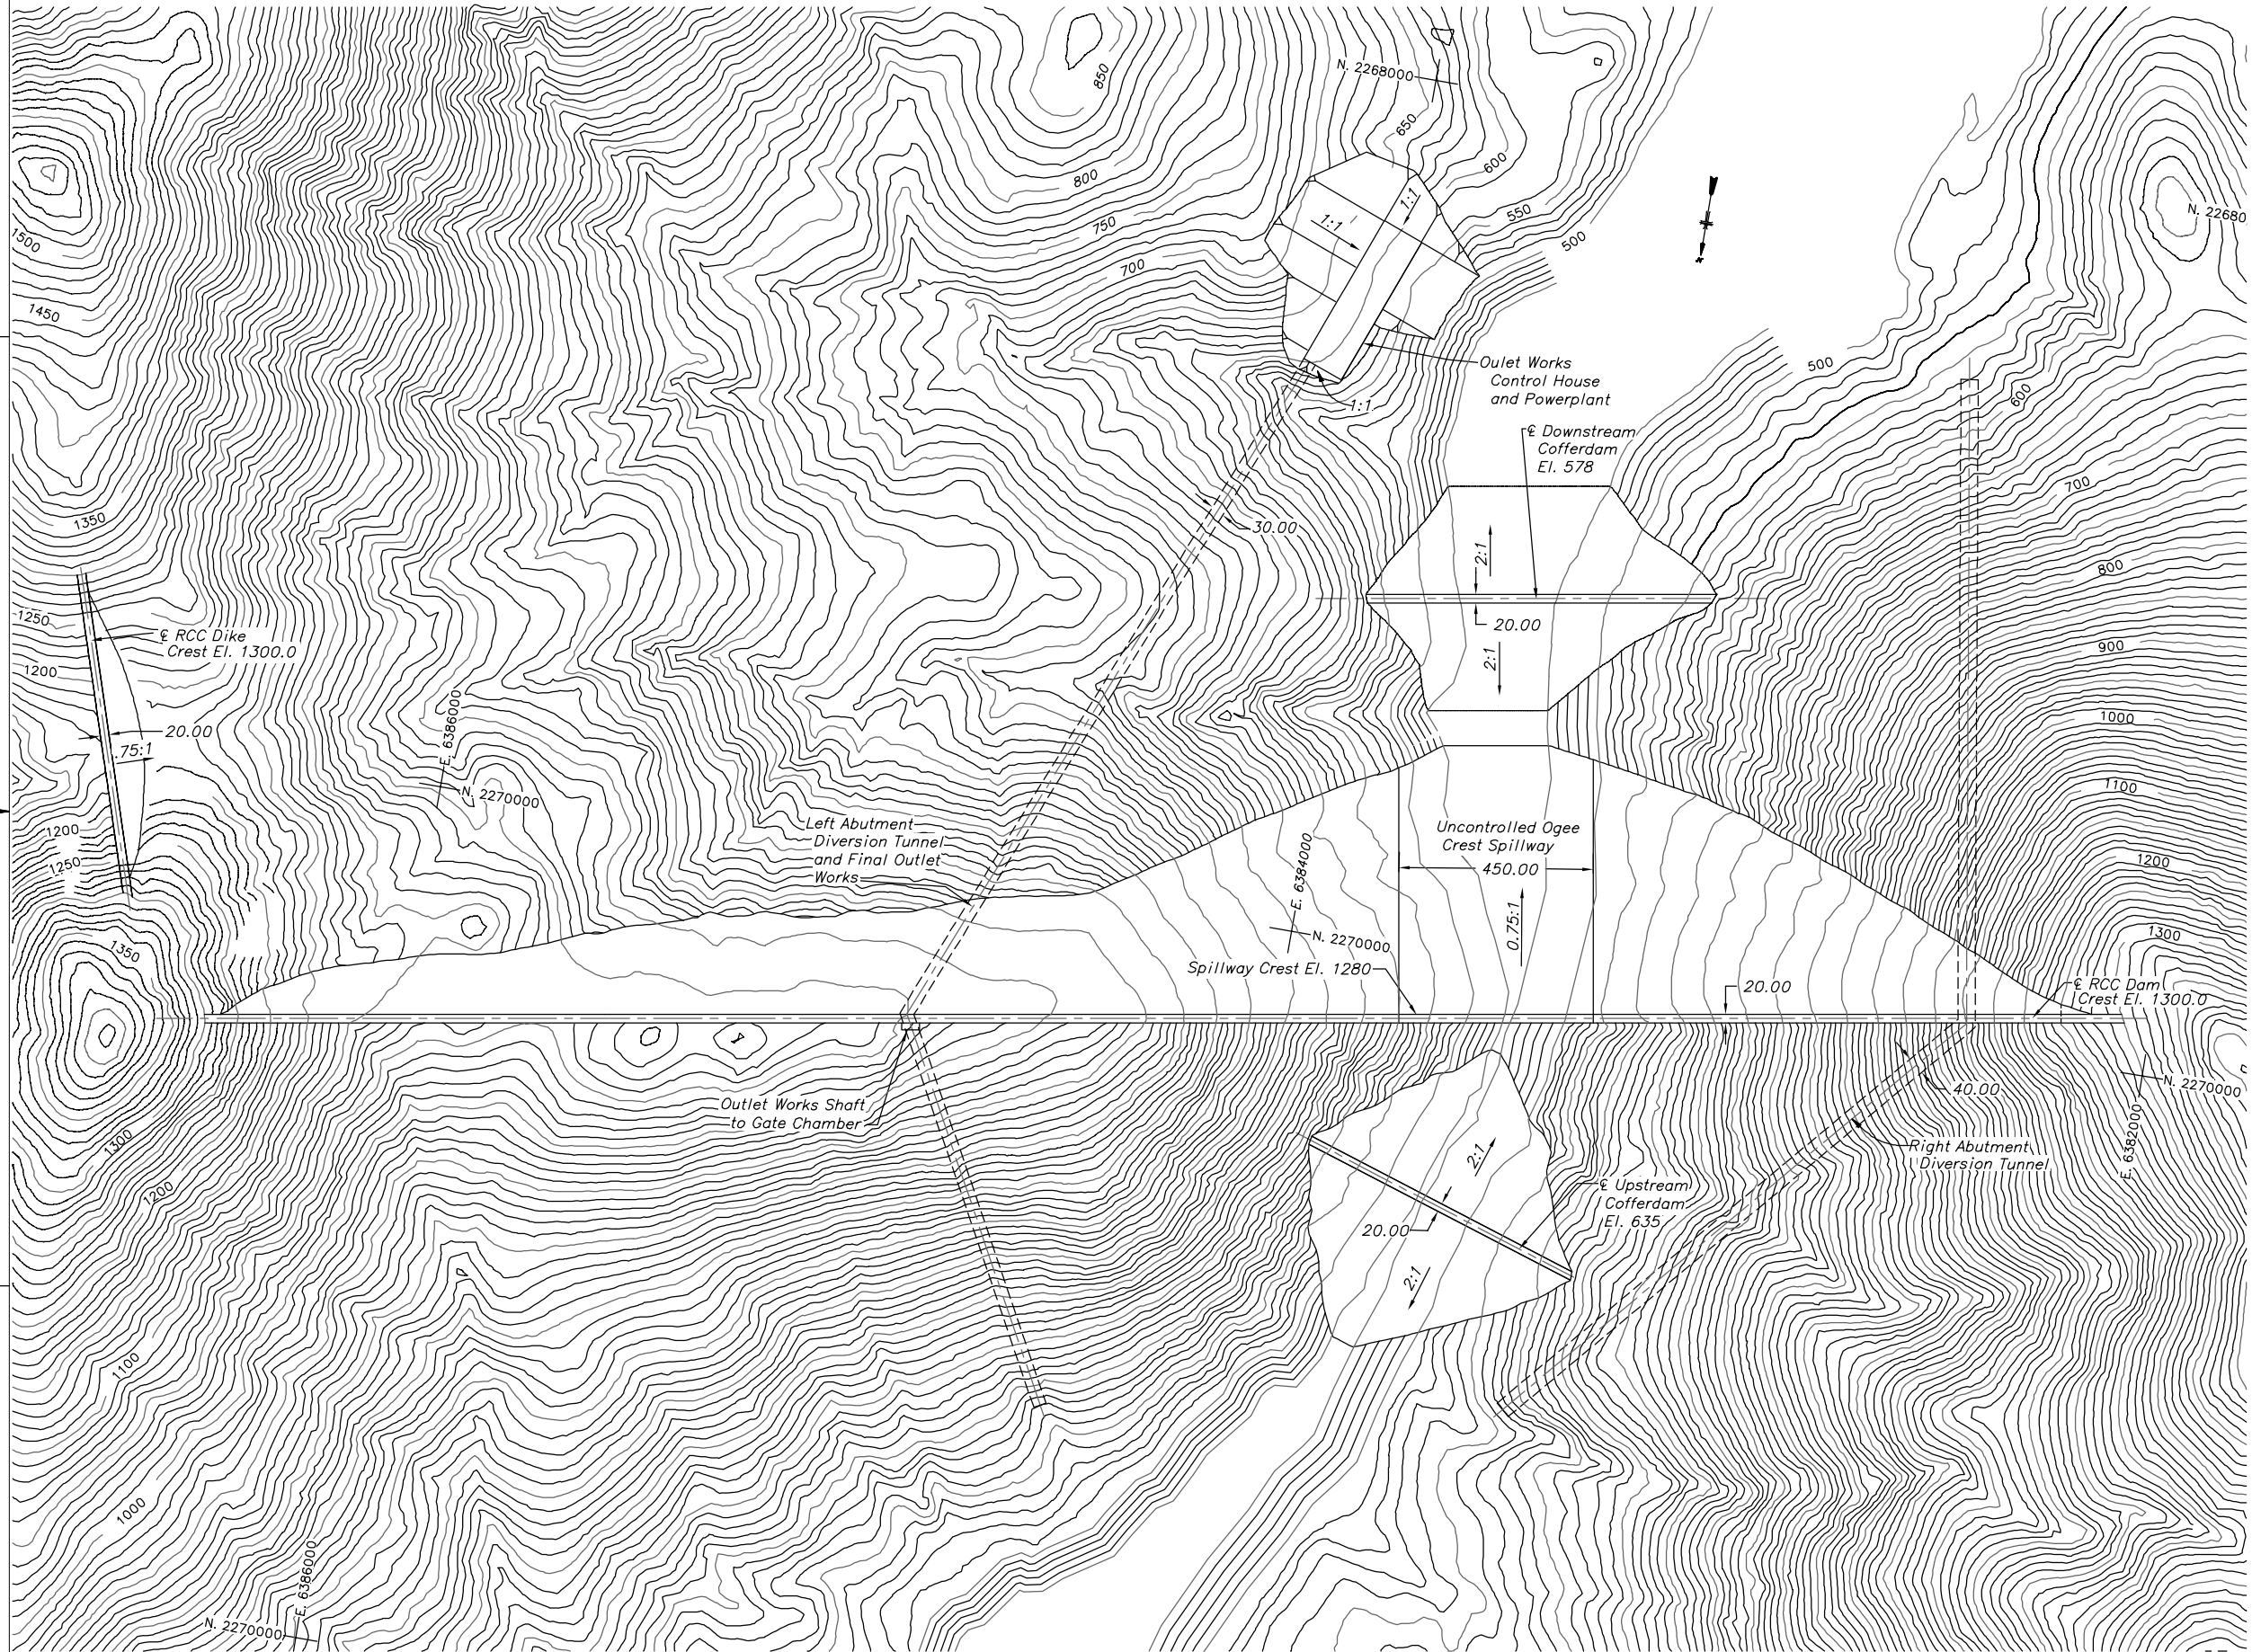 N. 2268000
850
650
600
800
550
500
750
1:1
1:1
N. 22680
1500
700
1450
Oulet Works
Control House
and Powerplant
1:1
500
600
℄ Downstream
Cofferdam
El. 578
700
1350
30.00
2:1
800
1250
℄ RCC Dike
Crest El. 1300.0
20.00
900
1200
2:1
E. 6386000
20.00
.75:1
1000
N. 2270000
1100
1200
Left Abutment
Diversion Tunnel
and Final Outlet
Works
Uncontrolled Ogee
Crest Spillway
450.00
1250
1200
E. 6384000
N. 2270000
0.75:1
1350
1300
Spillway Crest El. 1280
20.00
℄ RCC Dam
Crest El. 1300.0
Outlet Works Shaft
to Gate Chamber
40.00
N. 2270000
E. 6382000
1300
Right Abutment
Diversion Tunnel
2:1
1200
℄ Upstream
Cofferdam
El. 635
20.00
2:1
1100
1000
E. 6386000
N. 2270000